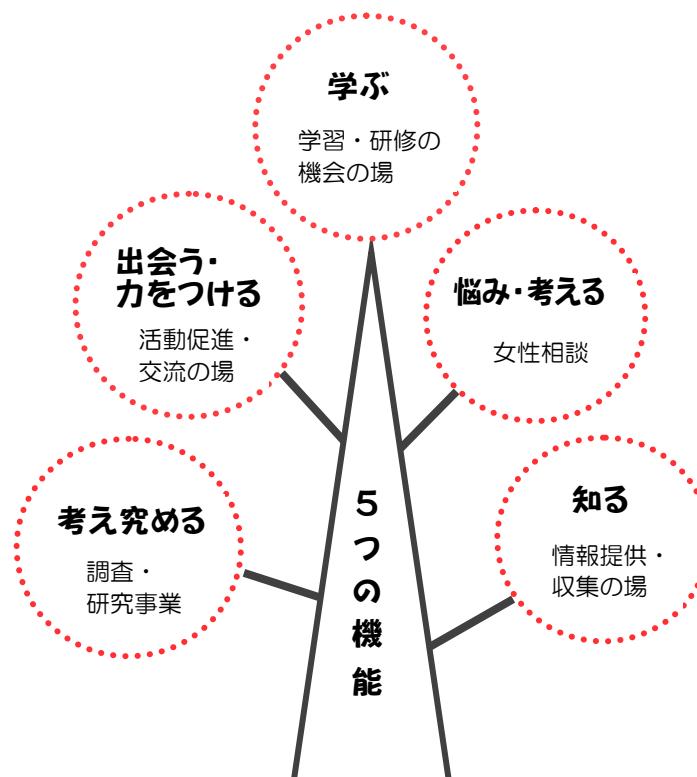 学ぶ
学習・研修の
機会の場
出会う・
力をつける
活動促進・
交流の場
悩み・考える
女性相談
考え究める
調査・
研究事業
知る
情報提供・
収集の場
5つの機能